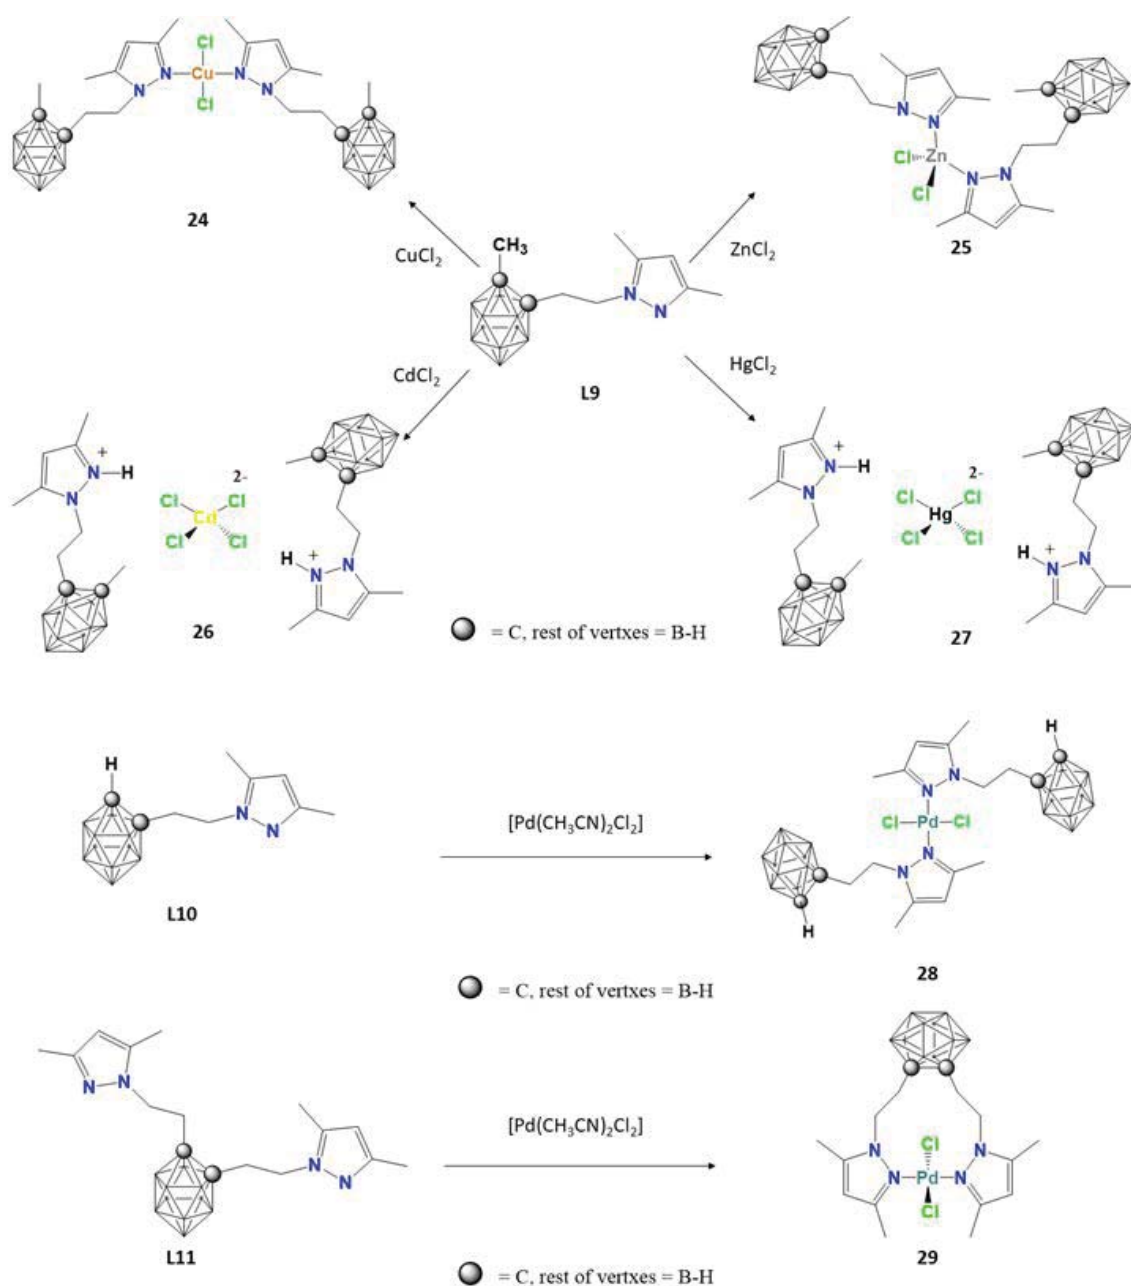 Cl
N Cu N
N Cl N
24
N
N
Cl Zn
Cl N N
25
CuCl2
CH3
ZnCl2
N
N
L9
CdCl2
HgCl2
+
N H
N
2-
Cl Cl
Cd
Cl Cl
H + N
N
26
+
N H
N
2-
Cl Cl
Hg
Cl Cl
H + N
N
27
= C, rest of vertxes = B-H
H
N
N
L10
[Pd(CH3CN)2Cl2]
H
N
N
Cl Pd Cl
N
N
H
28
= C, rest of vertxes = B-H
N N
N
N
L11
[Pd(CH3CN)2Cl2]
N Cl N
N Pd N
Cl
29
= C, rest of vertxes = B-H